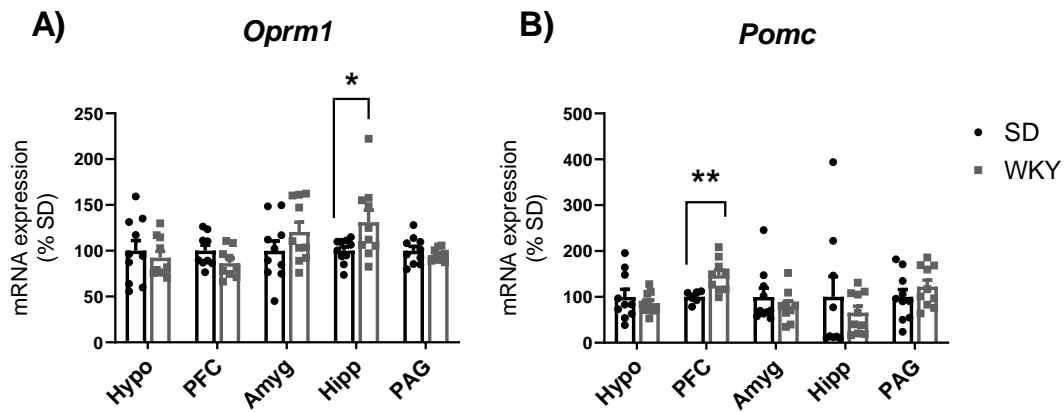 A)
Oprm1
mRNA expression
(% SD)
250
200
150
100
50
0
*
Hypo
PFC
Amyg
Hipp
PAG
B)
Pomc
mRNA expression
(% SD)
500
400
300
200
100
0
**
Hypo
PFC
Amyg
Hipp
PAG
SD
WKY